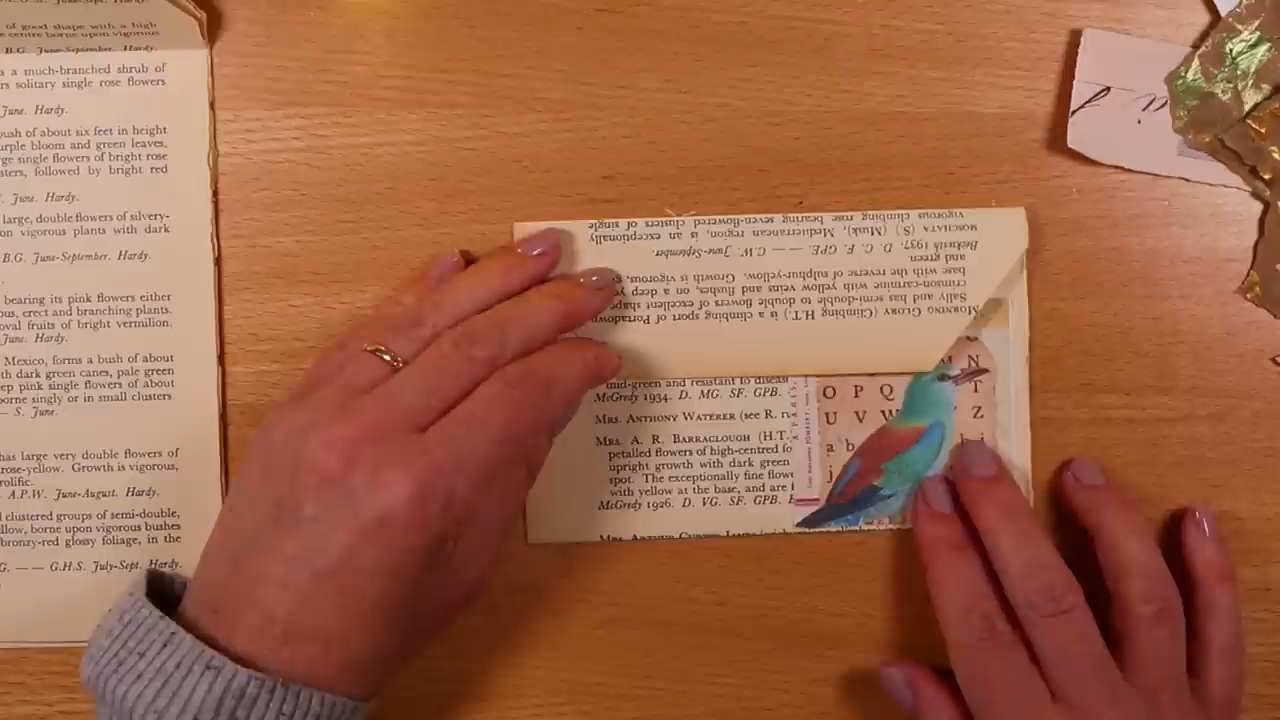 of good shape with a high
e centre borne upon vigorous
B.G. June-September. Hardy.
s a much-branched shrub of
rs solitary single rose flowers
June. Hardy.
ush of about six feet in height
urple bloom and green leaves,
ge single flowers of bright rose
sters, followed by bright red
. June. Hardy.
large, double flowers of silvery-
on vigorous plants with dark
B.G. June-September. Hardy.
bearing its pink flowers either
ous, erect and branching plants.
oval fruits of bright vermilion.
June. Hardy.
Mexico, forms a bush of about
th dark green canes, pale green
eep pink single flowers of about
borne singly or in small clusters.
— S. June.
has large very double flowers of
rose-yellow. Growth is vigorous,
rolific.
A.P.W. June-August. Hardy.
l clustered groups of semi-double,
llow, borne upon vigorous bushes
bronzy-red glossy foliage, in the
G. — — G.H.S. July-Sept. Hardy.
MORNING GLORY (Climbing H.T.) is a climbing sport of Portadown
Sally and has semi-double to double flowers of excellent shape
crimson-carmine with yellow veins and flushes, on a deep
base with the reverse of sulphur-yellow. Growth is vigorous,
and green.
Beckwith 1937. D. C. F. GPE. — — C.W. June-September.
MOSCHATA (S.) (Musk), Mediterranean region, is an exceptionally
vigorous climbing rose bearing seven-flowered clusters of single
mid-green and resistant to disease
McGredy 1934. D. MG. SF. GPB.
MRS. ANTHONY WATERER (see R. ru
MRS. A. R. BARRACLOUGH (H.T.
petalled flowers of high-centred fo
upright growth with dark green
spot. The exceptionally fine flow
with yellow at the base, and are
McGredy 1926. D. VG. SF. GPB.
M N
O P Q T
U V W Z
a b h i
j